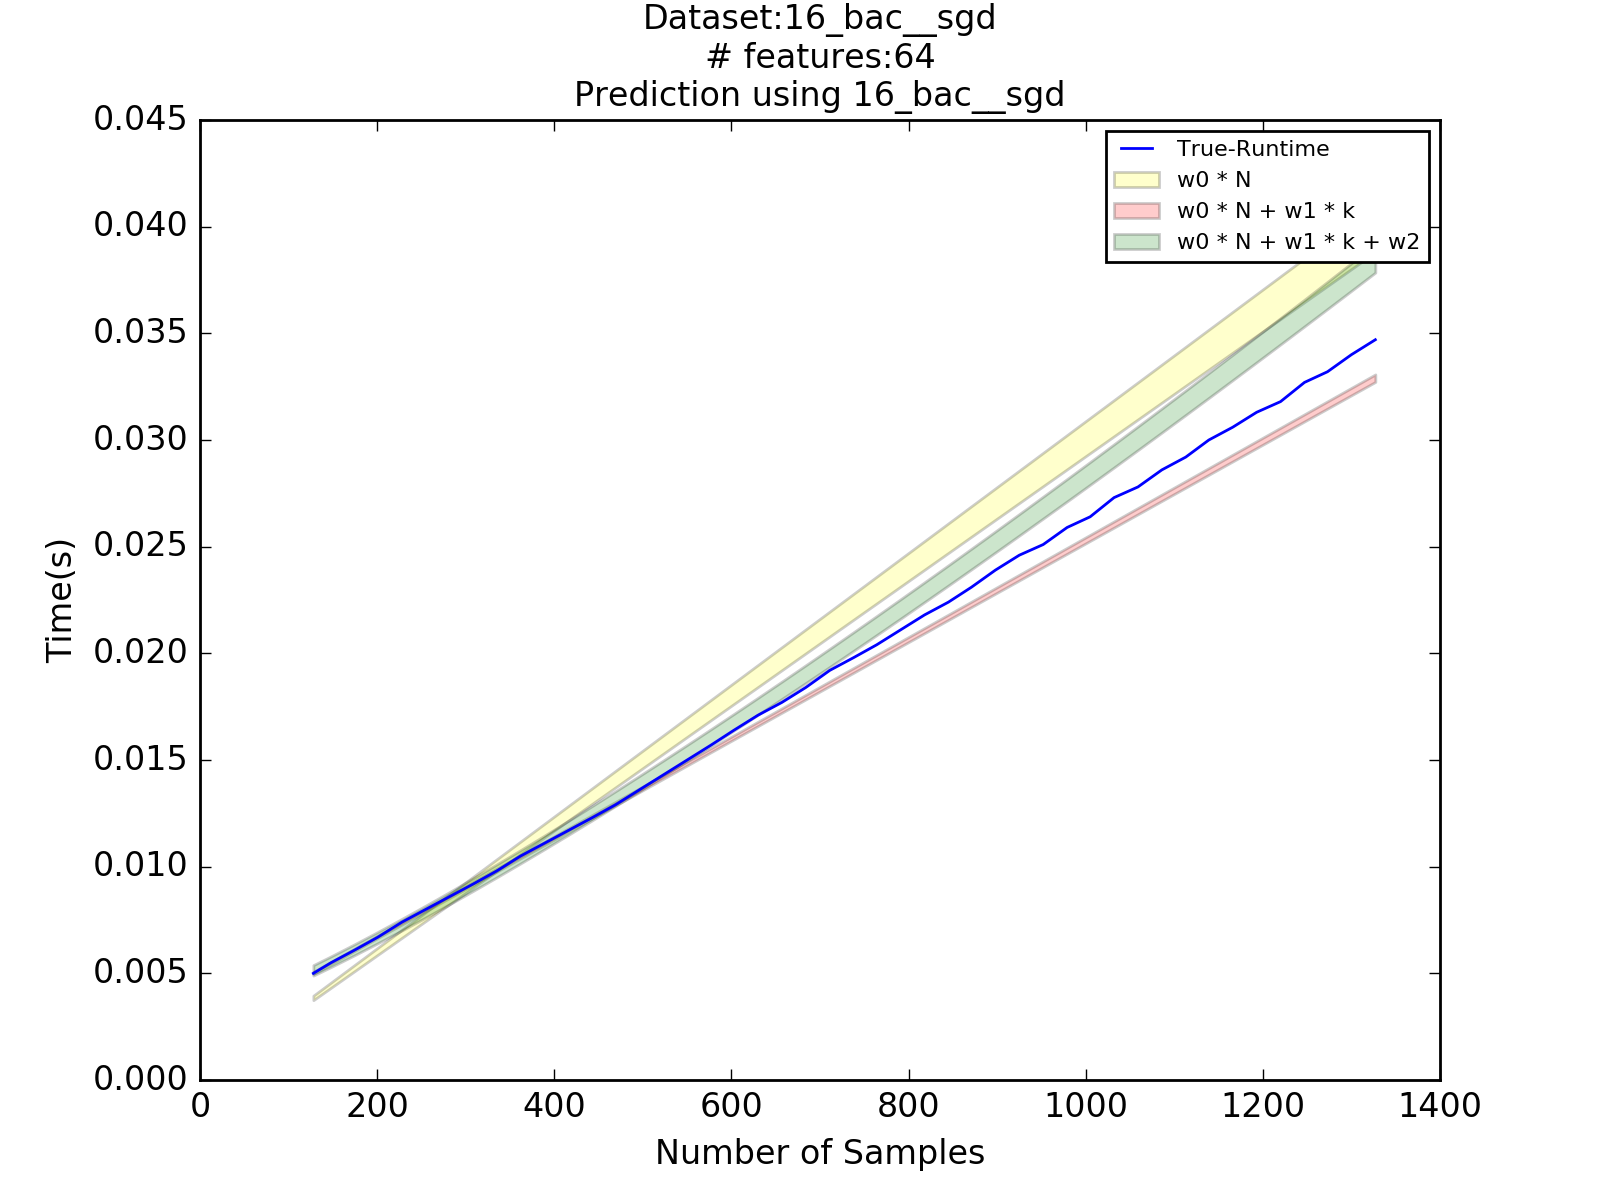 Dataset:16_bac__sgd
# features:64
Prediction using 16_bac__sgd
0.045
0.040
0.035
0.030
0.025
0.020
0.015
0.010
0.005
0.000
Time(s)
True-Runtime
w0 * N
w0 * N + w1 * k
w0 * N + w1 * k + w2
0 200 400 600 800 1000 1200 1400
Number of Samples